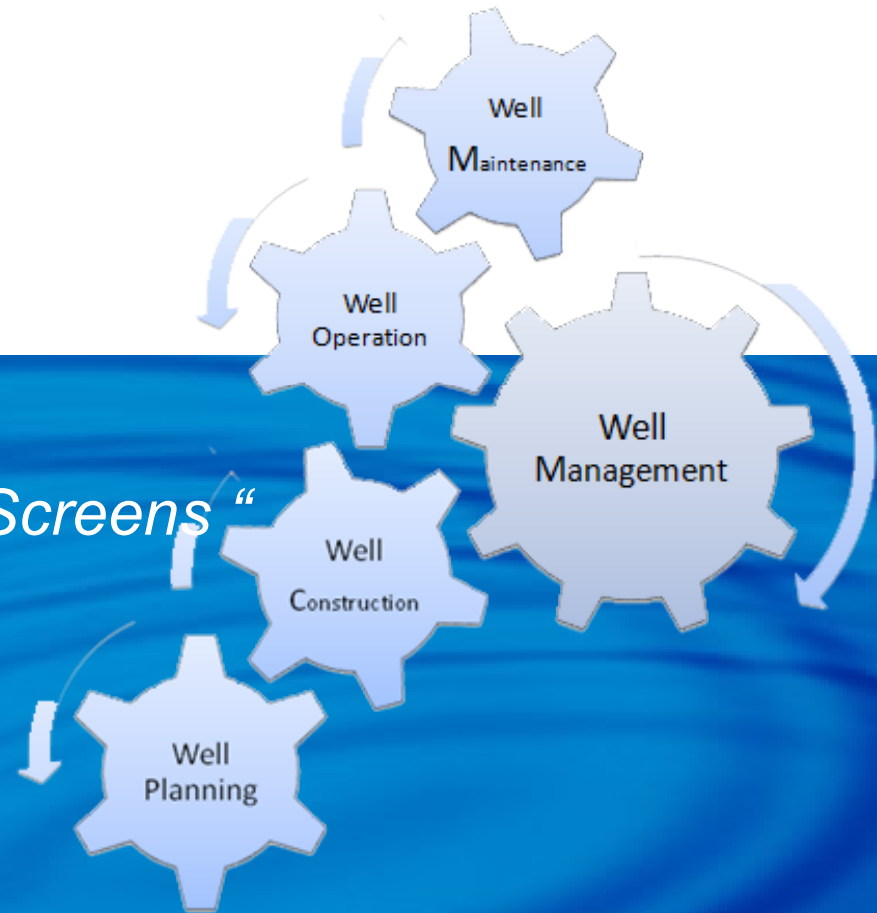 Well
Maintenance
Well
Operation
Well
Management
Screens “
Well
Construction
Well
Planning